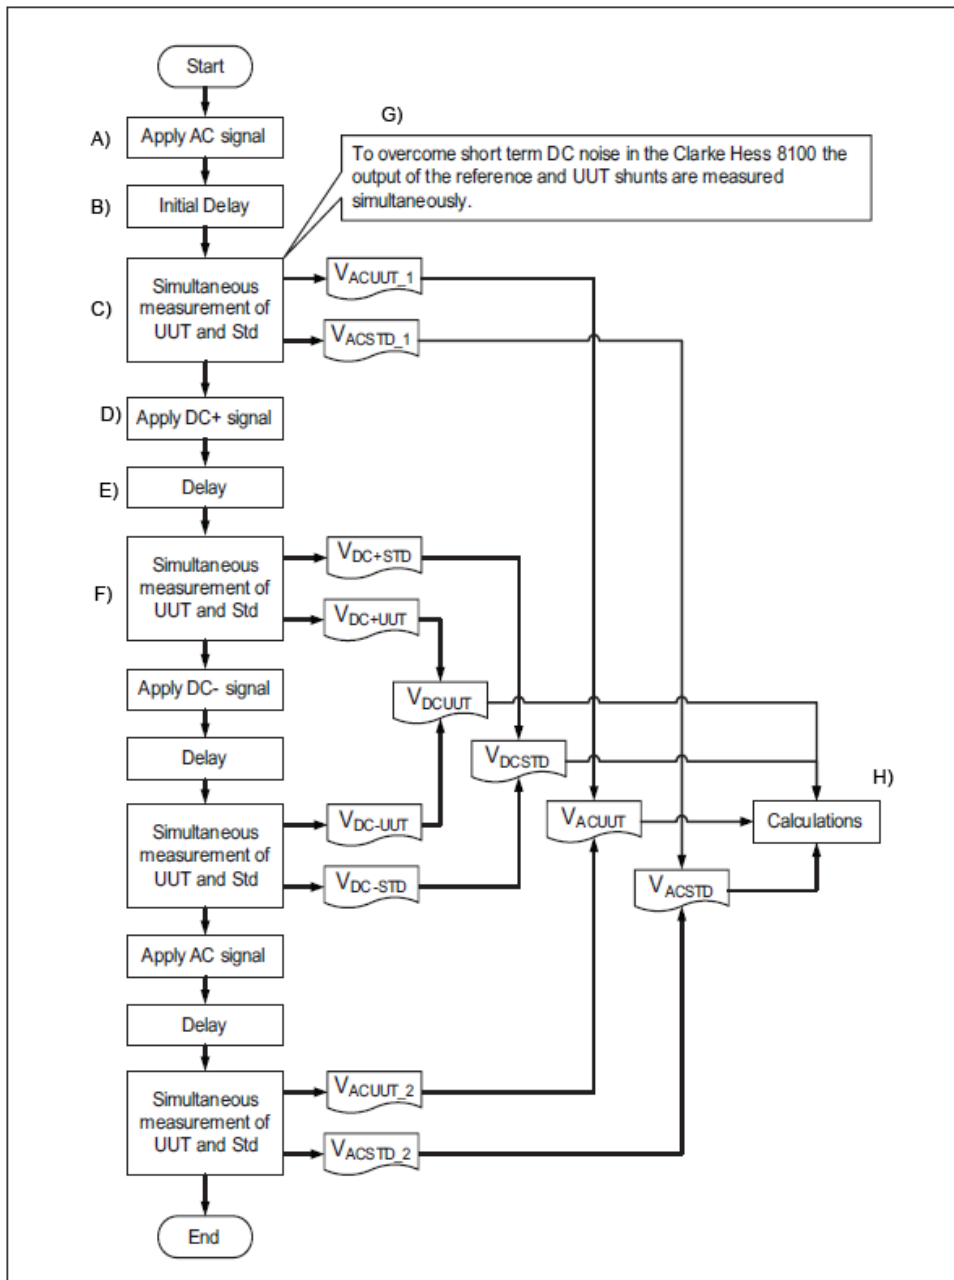 Start
G)
A)
Apply AC signal
To overcome short term DC noise in the Clarke Hess 8100 the
output of the reference and UUT shunts are measured
simultaneously.
B)
Initial Delay
C)
Simultaneous
measurement of
UUT and Std
VACUUT_1
VACSTD_1
D)
Apply DC+ signal
E)
Delay
F)
Simultaneous
measurement of
UUT and Std
VDC+STD
VDC+UUT
Apply DC- signal
VDCUUT
Delay
VDCSTD
H)
Simultaneous
measurement of
UUT and Std
VDC-UUT
VDC-STD
VACUUT
Calculations
VACSTD
Apply AC signal
Delay
Simultaneous
measurement of
UUT and Std
VACUUT_2
VACSTD_2
End